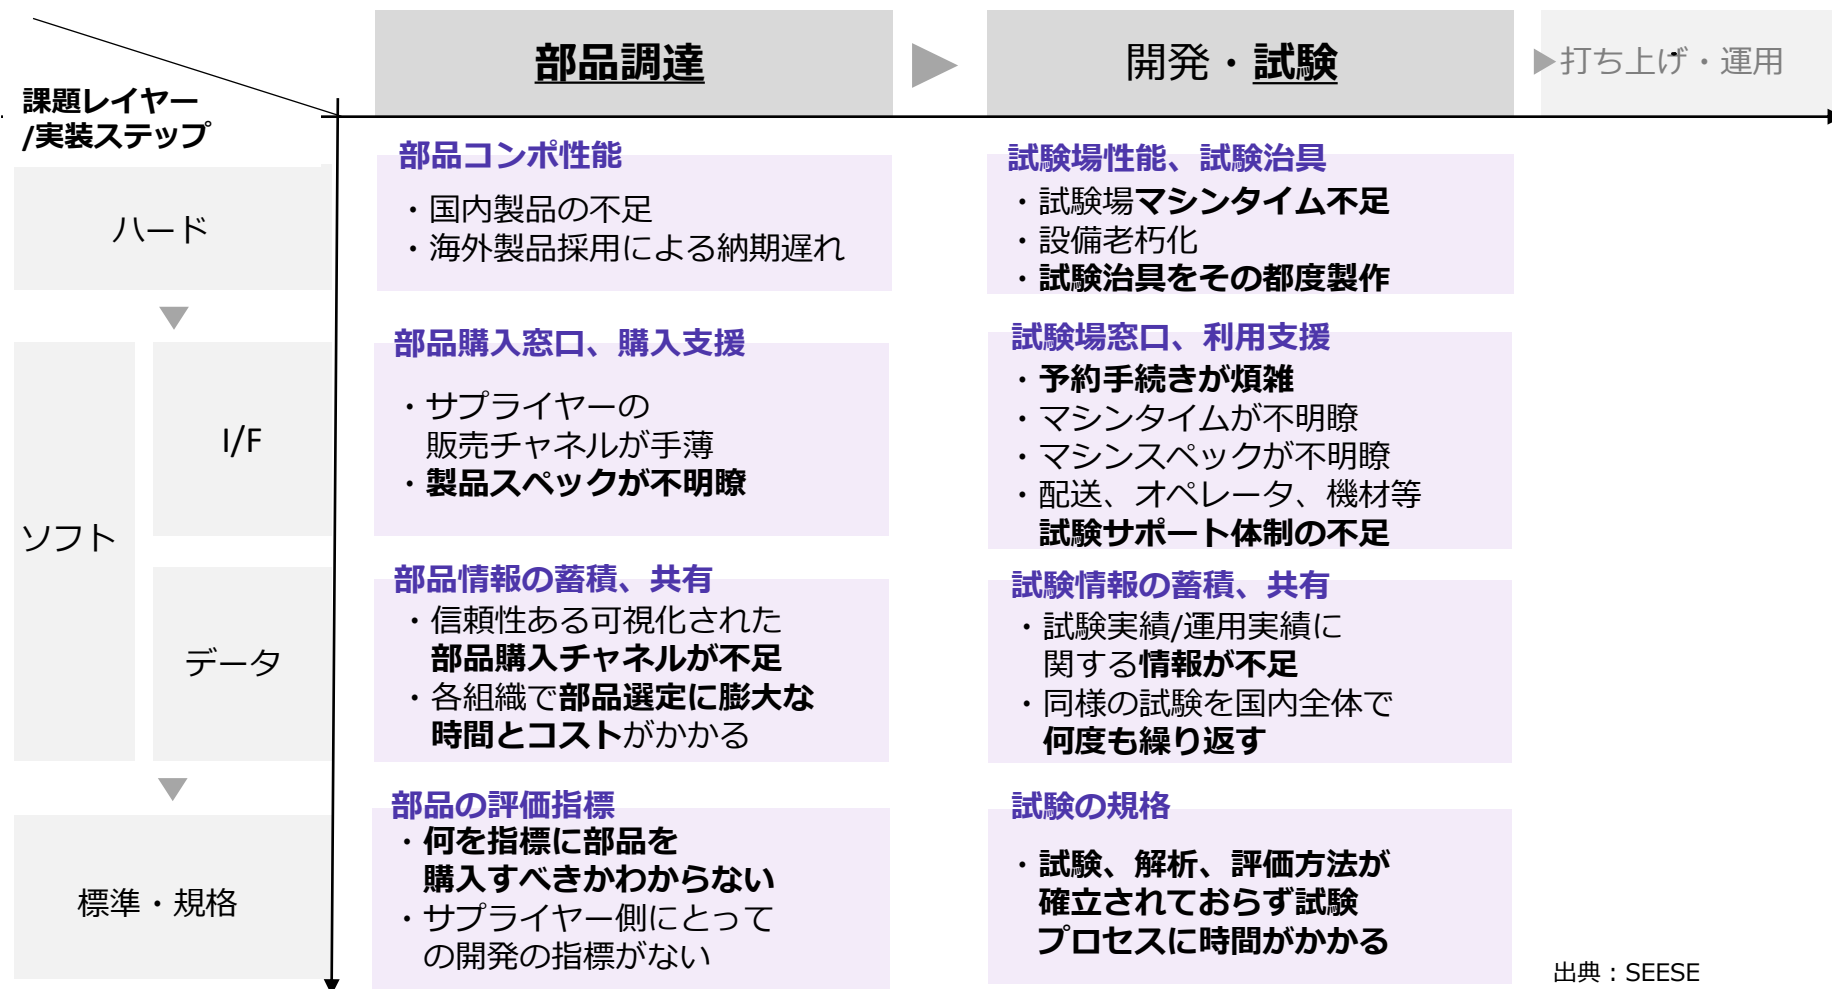 部品調達
開発・試験
打ち上げ・運用
課題レイヤー
/実装ステップ
ハード
部品コンポ性能
・国内製品の不足
・海外製品採用による納期遅れ
試験場性能、試験治具
・試験場マシンタイム不足
・設備老朽化
・試験治具をその都度製作
ソフト
I/F
部品購入窓口、購入支援
・サプライヤーの
販売チャネルが手薄
・製品スペックが不明瞭
試験場窓口、利用支援
・予約手続きが煩雑
・マシンタイムが不明瞭
・マシンスペックが不明瞭
・配送、オペレータ、機材等
試験サポート体制の不足
データ
部品情報の蓄積、共有
・信頼性ある可視化された
部品購入チャネルが不足
・各組織で部品選定に膨大な
時間とコストがかかる
試験情報の蓄積、共有
・試験実績/運用実績に
関する情報が不足
・同様の試験を国内全体で
何度も繰り返す
標準・規格
部品の評価指標
・何を指標に部品を
購入すべきかわからない
・サプライヤー側にとって
の開発の指標がない
試験の規格
・試験、解析、評価方法が
確立されておらず試験
プロセスに時間がかかる
出典：SEESE